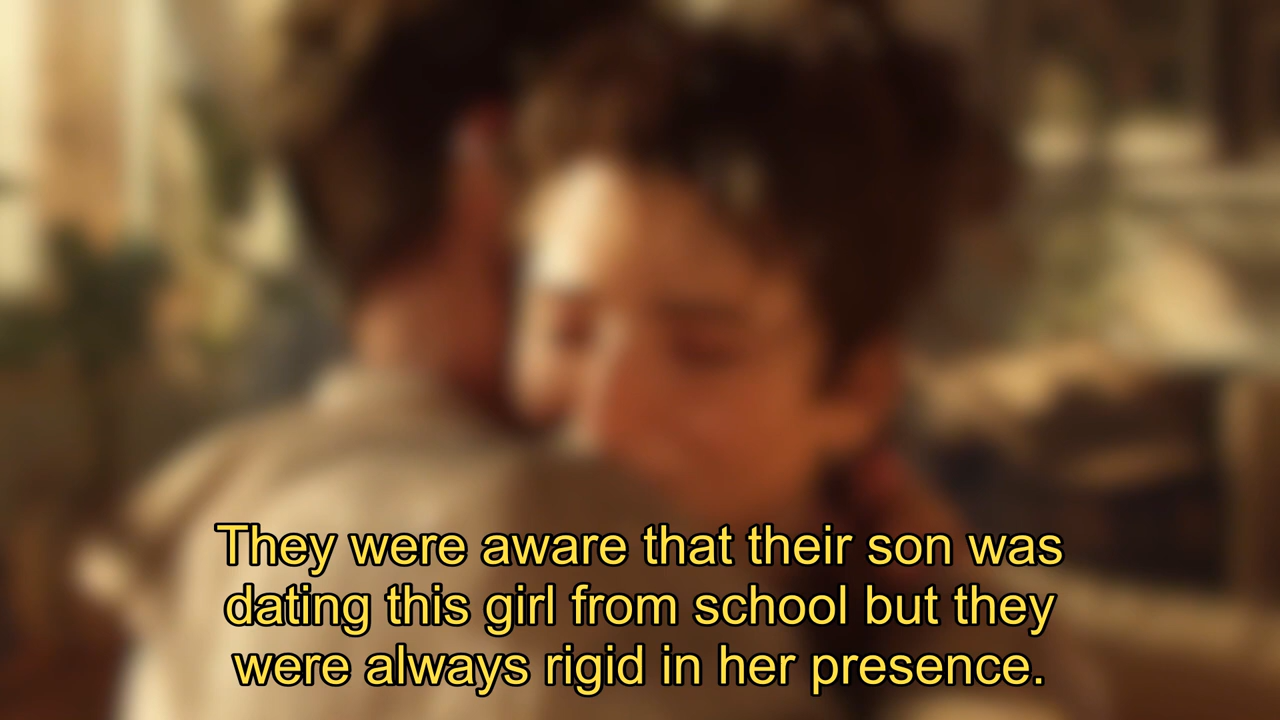 They were aware that their son was
dating this girl from school but they
were always rigid in her presence.